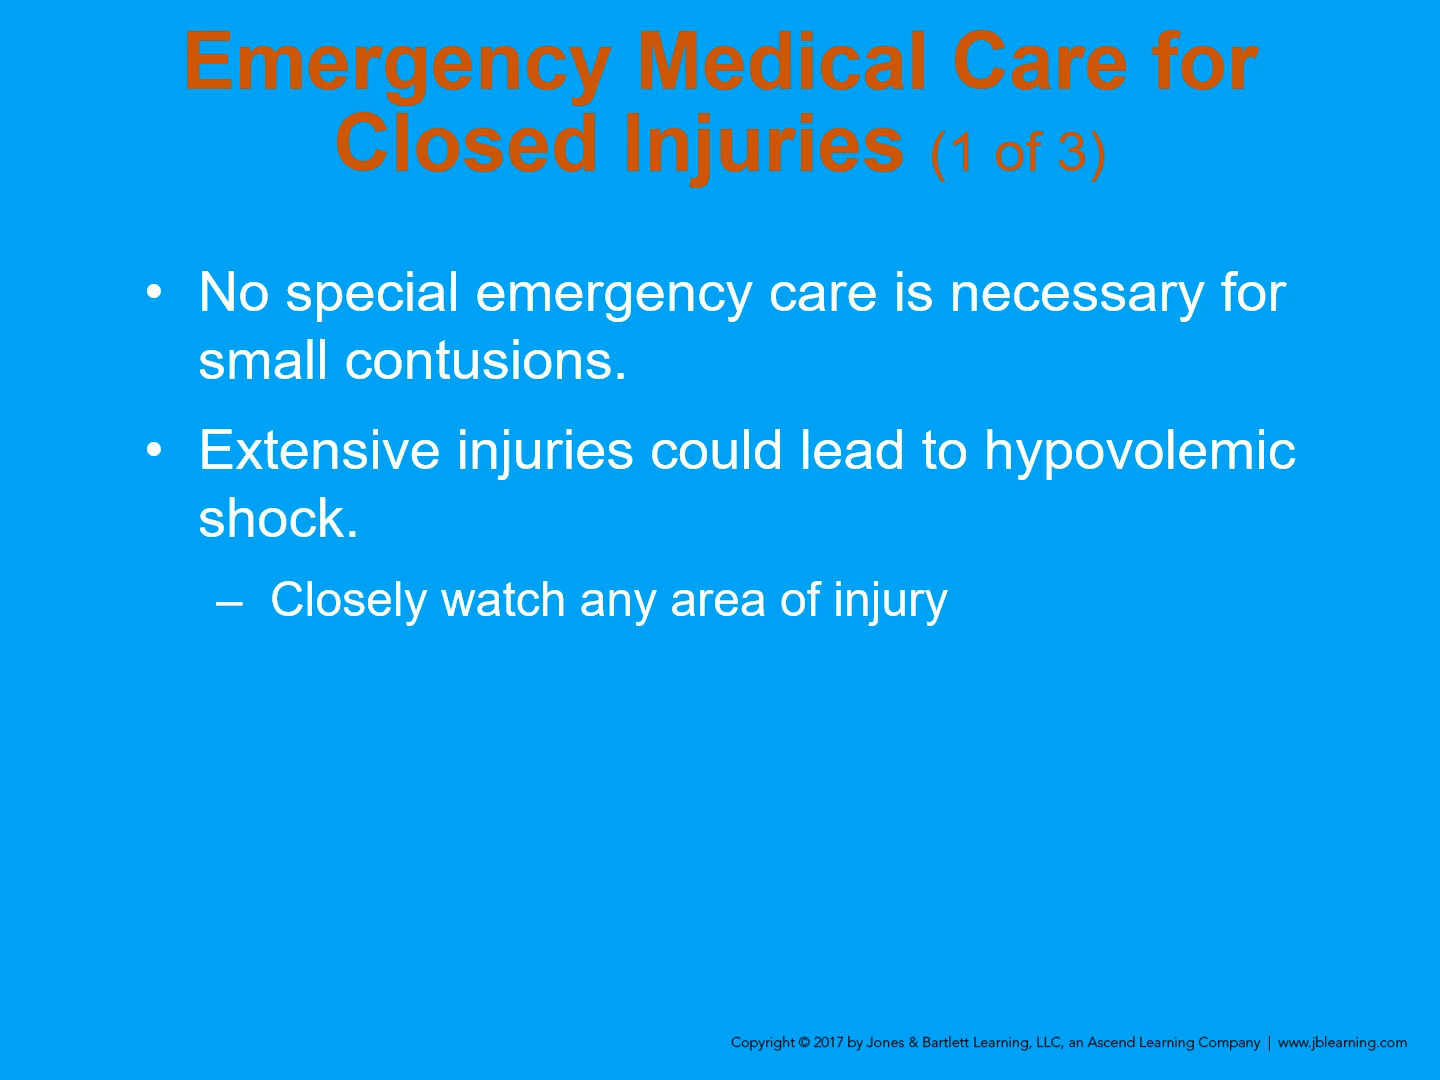 Emergency Medical Care for
Closed Injuries (1 of 3)
• No special emergency care is necessary for
small contusions.
• Extensive injuries could lead to hypovolemic
shock.
– Closely watch any area of injury
Copyright © 2017 by Jones & Bartlett Learning, LLC, an Ascend Learning Company | www.jblearning.com